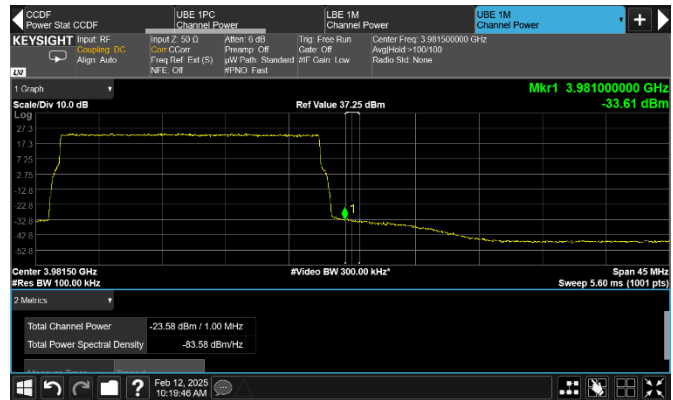 CCDF
Power Stat CCDF
UBE 1PC
Channel Power
LBE 1M
Channel Power
UBE 1M
Channel Power
KEYSIGHT
Input: RF
Coupling: DC
Align: Auto
Input Z: 50 Ω
Corr CCorr
Freq Ref: Ext (S)
NFE: Off
Atten: 6 dB
Preamp: Off
µW Path: Standard
#PNO: Fast
Trig: Free Run
Gate: Off
#IF Gain: Low
Center Freq: 3.981500000 GHz
Avg|Hold:>100/100
Radio Std: None
LXI
1 Graph
Mkr1 3.981000000 GHz
Scale/Div 10.0 dB
Ref Value 37.25 dBm
-33.61 dBm
Log
27.3
17.3
7.25
-2.75
-12.8
-22.8
-32.8
-42.8
-52.8
1
Center 3.98150 GHz
#Video BW 300.00 kHz*
Span 45 MHz
#Res BW 100.00 kHz
Sweep 5.60 ms (1001 pts)
2 Metrics
Total Channel Power
-23.58 dBm / 1.00 MHz
Total Power Spectral Density
-83.58 dBm/Hz
?
Feb 12, 2025
10:19:46 AM